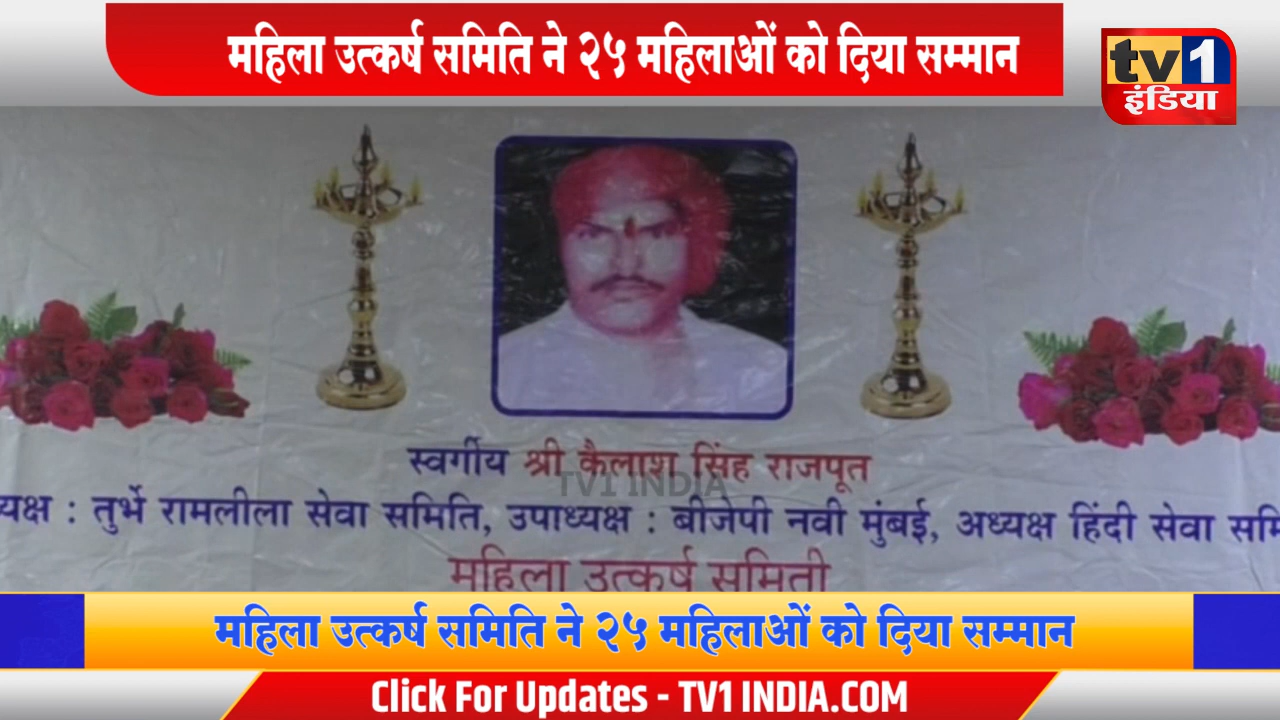 महिला उत्कर्ष समिति ने २५ महिलाओं को दिया सम्मान
tv1
इंडिया
स्वर्गीय श्री कैलाश सिंह राजपूत
TV1 INDIA
यक्ष : तुर्भे रामलीला सेवा समिति, उपाध्यक्ष : बीजेपी नवी मुंबई, अध्यक्ष हिंदी सेवा समि
महिला उत्कर्ष समिती
महिला उत्कर्ष समिति ने २५ महिलाओं को दिया सम्मान
Click For Updates - TV1 INDIA.COM